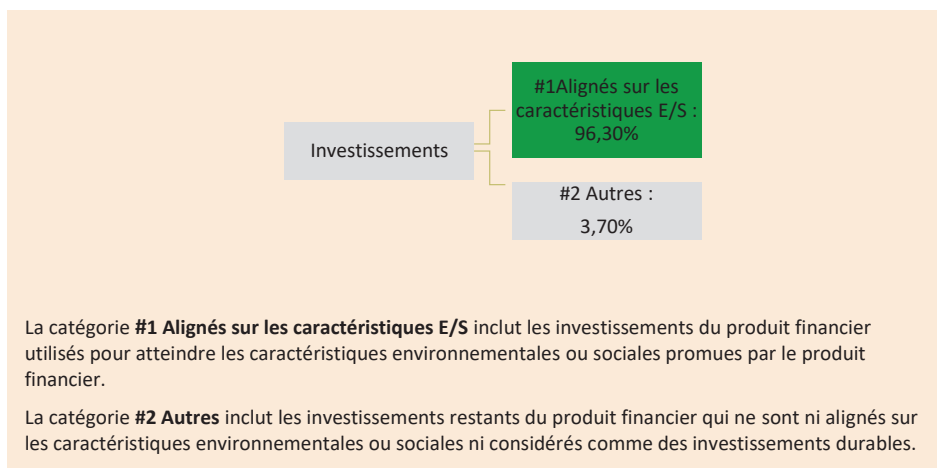 #1Alignés sur les
caractéristiques E/S :
96,30%
Investissements
#2 Autres :
3,70%
La catégorie #1 Alignés sur les caractéristiques E/S inclut les investissements du produit financier
utilisés pour atteindre les caractéristiques environnementales ou sociales promues par le produit
financier.
La catégorie #2 Autres inclut les investissements restants du produit financier qui ne sont ni alignés sur
les caractéristiques environnementales ou sociales ni considérés comme des investissements durables.